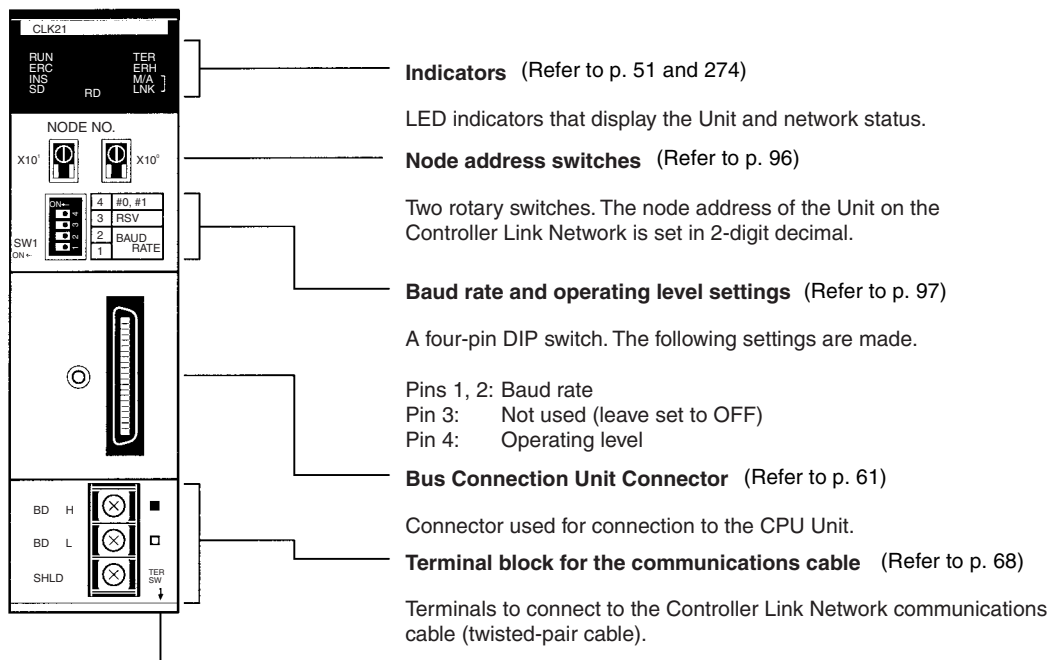 CLK21
RUN TER
ERC ERH
INS M/A
SD RD LNK
NODE NO.
X10¹ X10⁰
ON←
4 #0, #1
3 RSV
2 BAUD
1 RATE
1 2 3 4
SW1
ON←
BD H
BD L
SHLD
TER
SW
Indicators (Refer to p. 51 and 274)
LED indicators that display the Unit and network status.
Node address switches (Refer to p. 96)
Two rotary switches. The node address of the Unit on the
Controller Link Network is set in 2-digit decimal.
Baud rate and operating level settings (Refer to p. 97)
A four-pin DIP switch. The following settings are made.
Pins 1, 2: Baud rate
Pin 3: Not used (leave set to OFF)
Pin 4: Operating level
Bus Connection Unit Connector (Refer to p. 61)
Connector used for connection to the CPU Unit.
Terminal block for the communications cable (Refer to p. 68)
Terminals to connect to the Controller Link Network communications
cable (twisted-pair cable).